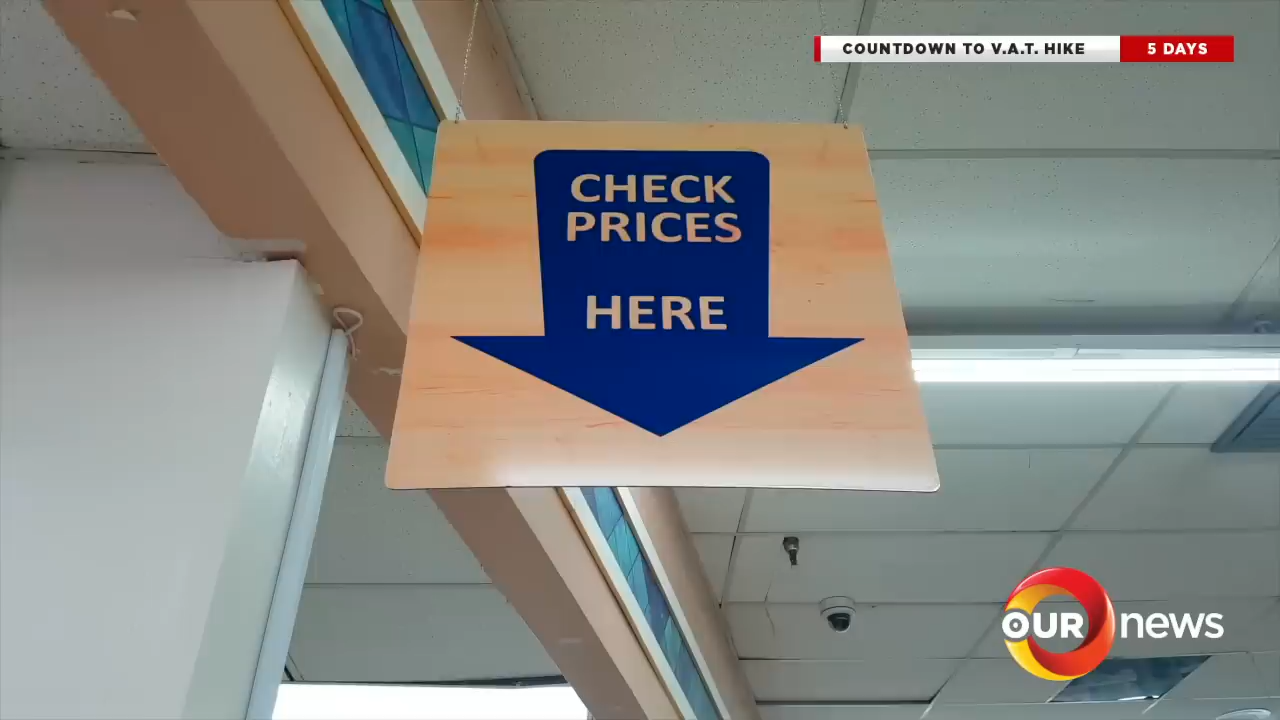 COUNTDOWN TO V.A.T. HIKE 5 DAYS
CHECK
PRICES
HERE
OUR news